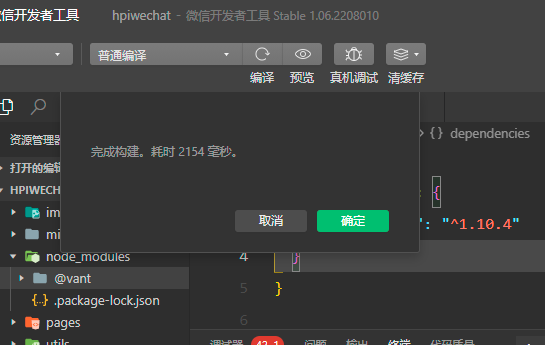 微信开发者工具 hpiwechat - 微信开发者工具 Stable 1.06.2208010
普通编译
编译 预览 真机调试 清缓存
资源管理器
{} dependencies
打开的编辑
完成构建。耗时 2154 毫秒。
HPIWECH
: {
im
": "^1.10.4"
取消 确定
mi
node_modules
4 }
@vant
5 }
{..} .package-lock.json
pages
utils
调试器 42, 1 问题 输出 终端 代码质量